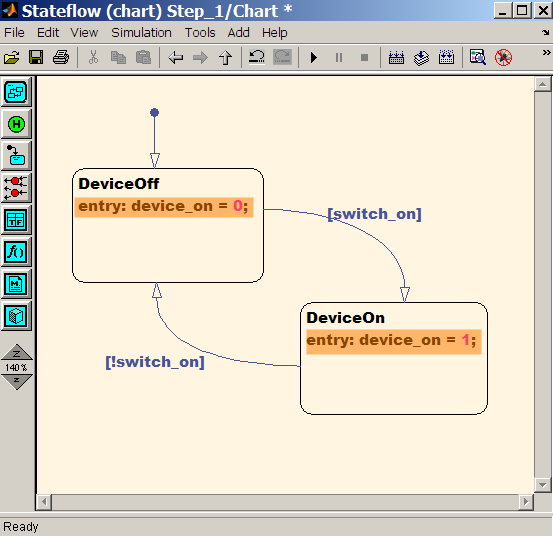 Stateflow (chart) Step_1/Chart *
File Edit View Simulation Tools Add Help
DeviceOff
entry: device_on = 0;
[switch_on]
DeviceOn
entry: device_on = 1;
[!switch_on]
H
TF
f()
M
Z
140%
z
Ready